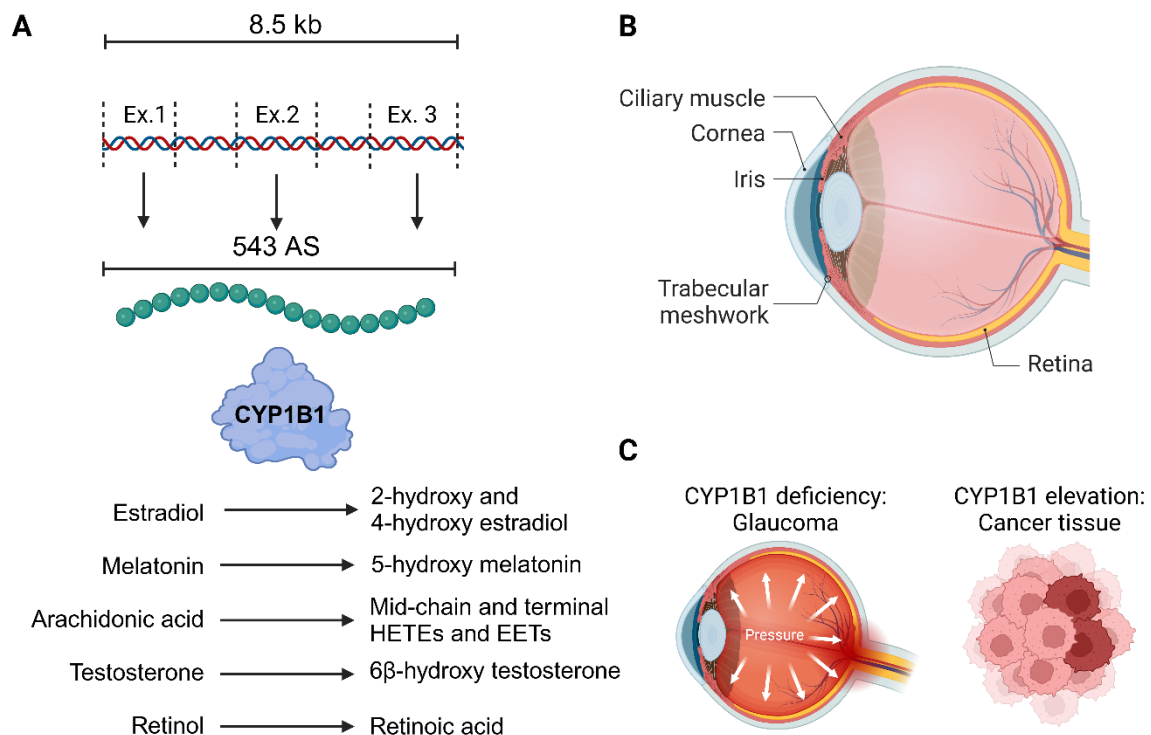 A
8.5 kb
Ex.1
Ex.2
Ex. 3
543 AS
CYP1B1
Estradiol
2-hydroxy and
4-hydroxy estradiol
Melatonin
5-hydroxy melatonin
Arachidonic acid
Mid-chain and terminal
HETEs and EETs
Testosterone
6β-hydroxy testosterone
Retinol
Retinoic acid
B
Ciliary muscle
Cornea
Iris
Trabecular
meshwork
Retina
C
CYP1B1 deficiency:
Glaucoma
Pressure
CYP1B1 elevation:
Cancer tissue